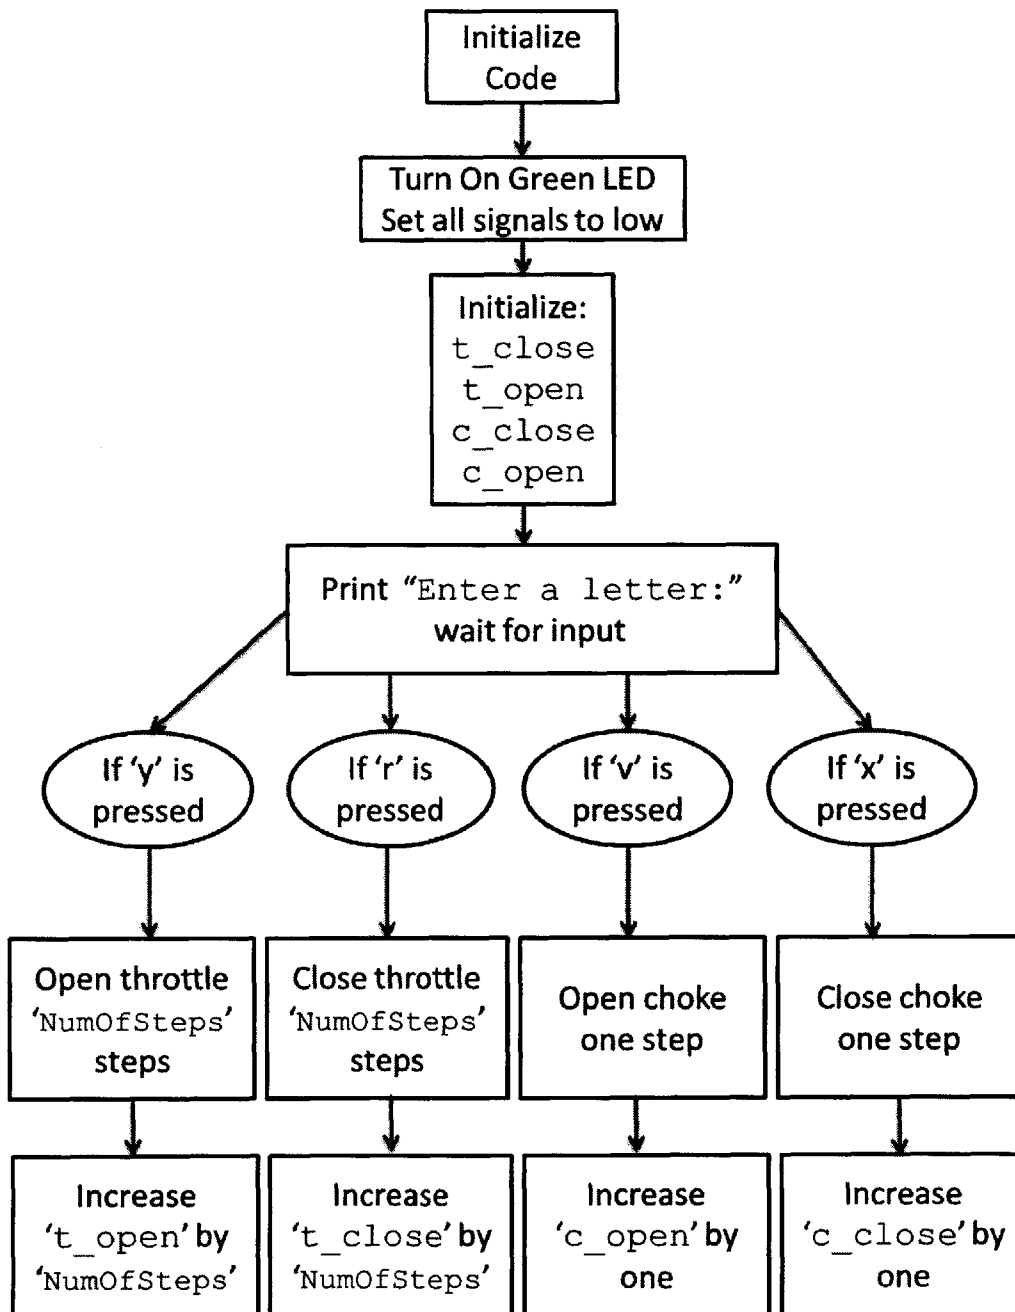 Initialize
Code
Turn On Green LED
Set all signals to low
Initialize:
t_close
t_open
c_close
c_open
Print “Enter a letter:”
wait for input
If ‘y’ is
pressed
If ‘r’ is
pressed
If ‘v’ is
pressed
If ‘x’ is
pressed
Open throttle
‘NumOfSteps’
steps
Close throttle
‘NumOfSteps’
steps
Open choke
one step
Close choke
one step
Increase
‘t_open’ by
‘NumOfSteps’
Increase
‘t_close’ by
‘NumOfSteps’
Increase
‘c_open’ by
one
Increase
‘c_close’ by
one